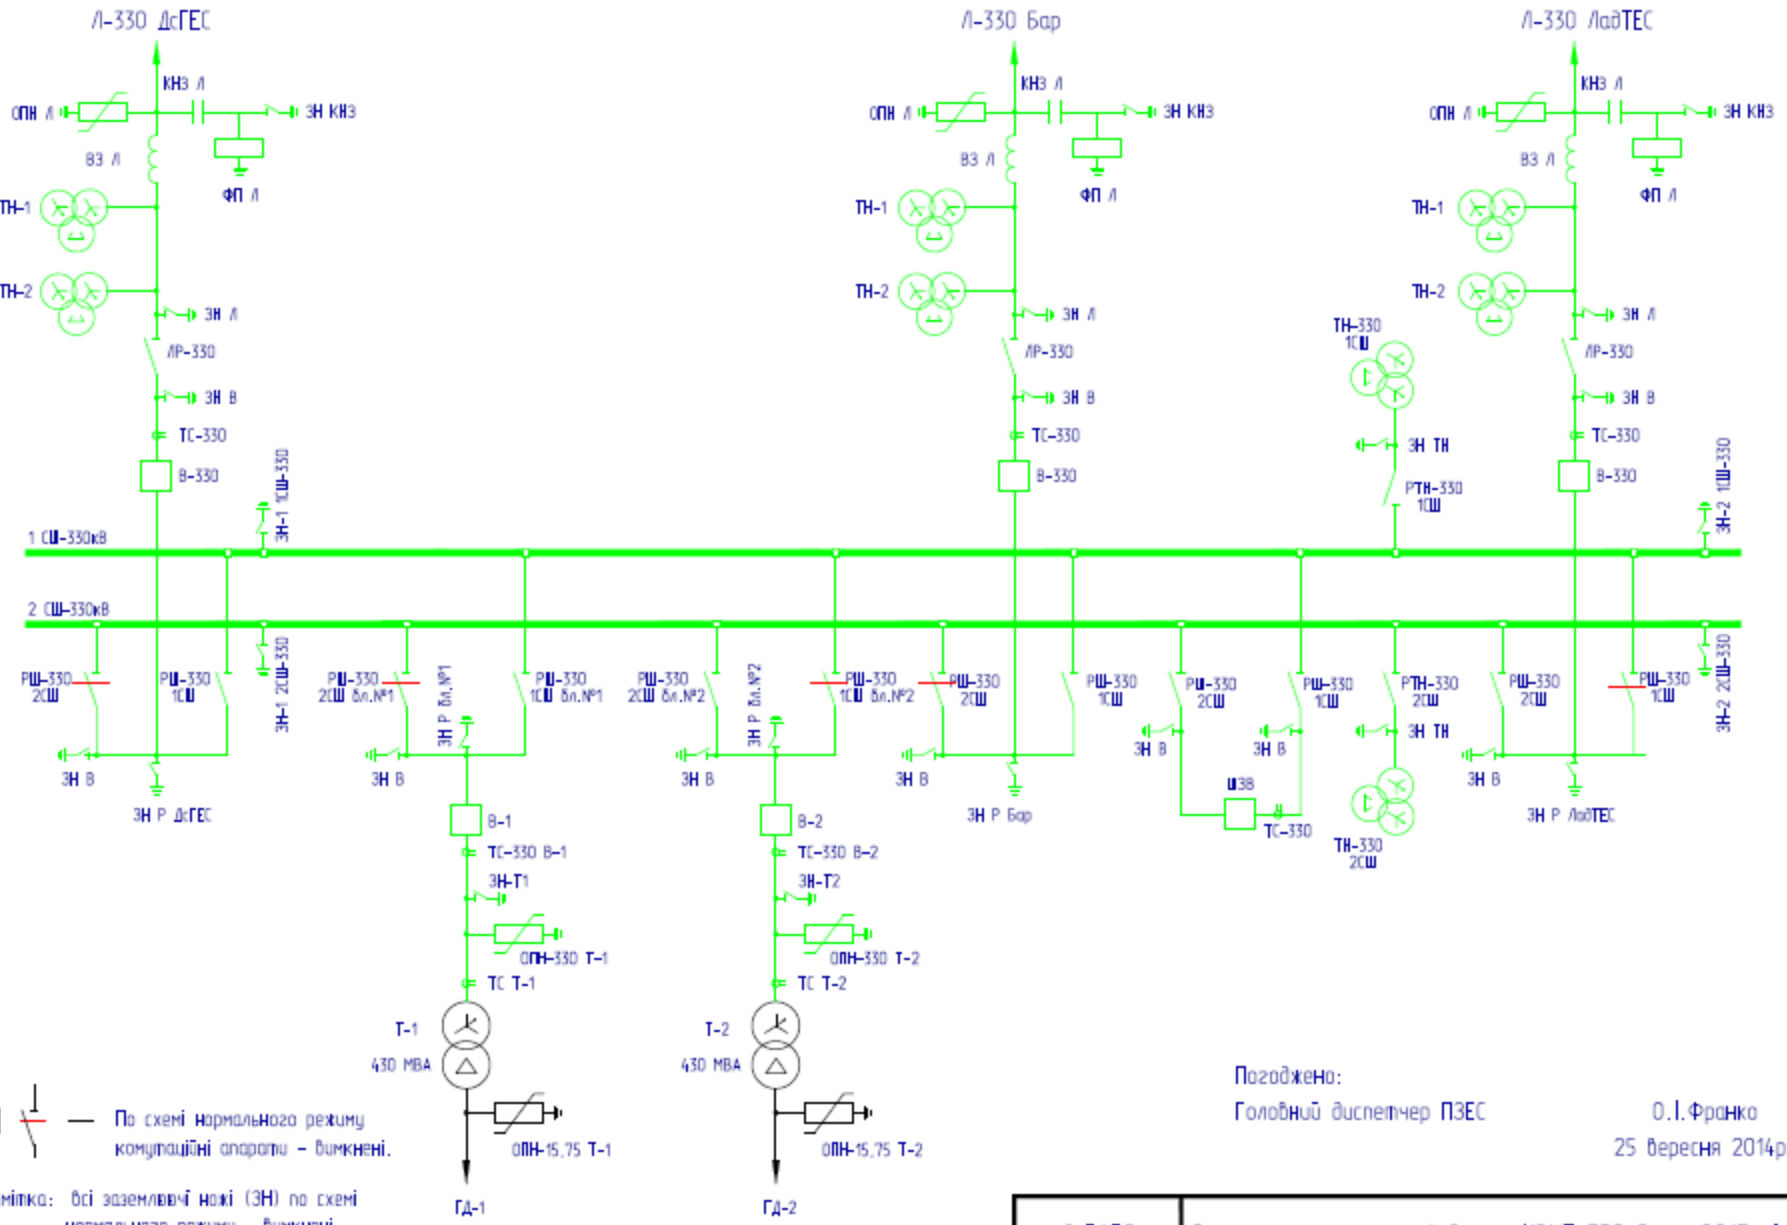 Л-330 ДсГЕС
Л-330 Бар
Л-330 ЛадТЕС
КНЗ Л
КНЗ Л
КНЗ Л
ОПН Л
ЗН КНЗ
ОПН Л
ЗН КНЗ
ОПН Л
ЗН КНЗ
ВЗ Л
ВЗ Л
ВЗ Л
ФП Л
ФП Л
ФП Л
ТН-1
ТН-1
ТН-1
ТН-2
ТН-2
ТН-2
ЗН Л
ЗН Л
ЗН Л
ТН-330
1СШ
ЛР-330
ЛР-330
ЛР-330
ЗН В
ЗН В
ЗН В
ТС-330
ТС-330
ЗН ТН
ТС-330
В-330
В-330
РТН-330
1СШ
В-330
ЗН-1 1СШ-330
ЗН-2 1СШ-330
1 СШ-330кВ
2 СШ-330кВ
РШ-330
2СШ
РШ-330
1СШ
ЗН-1 2СШ-330
РШ-330
2СШ бл.№1
ЗН Р бл.№1
РШ-330
1СШ бл.№1
РШ-330
2СШ бл.№2
ЗН Р бл.№2
РШ-330
1СШ бл.№2
РШ-330
2СШ
РШ-330
1СШ
РШ-330
2СШ
РШ-330
1СШ
РТН-330
2СШ
РШ-330
2СШ
РШ-330
1СШ
ЗН-2 2СШ-330
ЗН В
ЗН В
ЗН ТН
ЗН В
ЗН В
ЗН В
ЗН В
ЗН В
ЗН Р ДсГЕС
ЗН Р Бар
ШЗВ
ТС-330
ЗН Р ЛадТЕС
В-1
В-2
ТН-330
2СШ
ТС-330 В-1
ТС-330 В-2
ЗН-Т1
ЗН-Т2
ОПН-330 Т-1
ОПН-330 Т-2
ТС Т-1
ТС Т-2
Т-1
Т-2
430 МВА
430 МВА
ОПН-15,75 Т-1
ОПН-15,75 Т-2
ГД-1
ГД-2
— По схемі нормального режиму
комутаційні апарати - вимкнені.
мітка: всі заземлюючі ножі (ЗН) по схемі
нормального режиму - вимкнені
Погоджено:
Головний диспетчер ПЗЕС
О.І.Франко
25 вересня 2014р